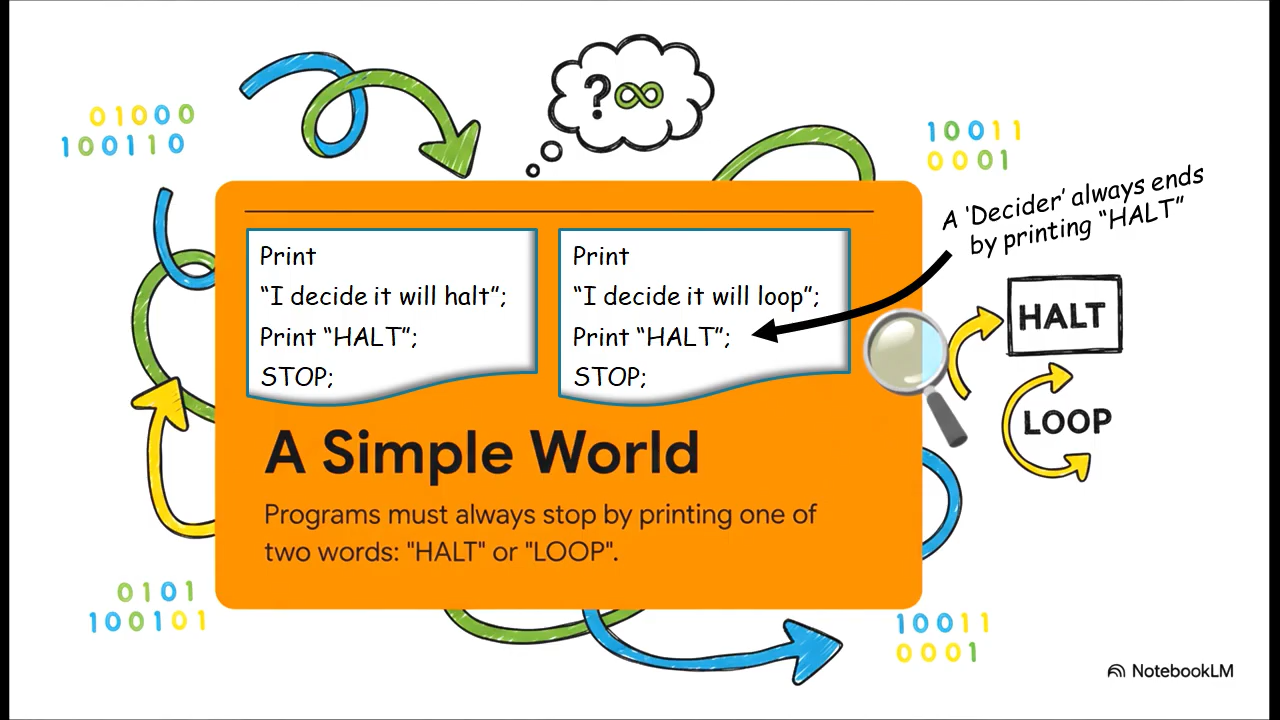 ? ∞
01000
100110
10011
0001
A ‘Decider’ always ends
by printing “HALT”
Print
“I decide it will halt”;
Print “HALT”;
STOP;
Print
“I decide it will loop”;
Print “HALT”;
STOP;
HALT
LOOP
A Simple World
Programs must always stop by printing one of
two words: "HALT" or "LOOP".
0101
100101
10011
0001
NotebookLM